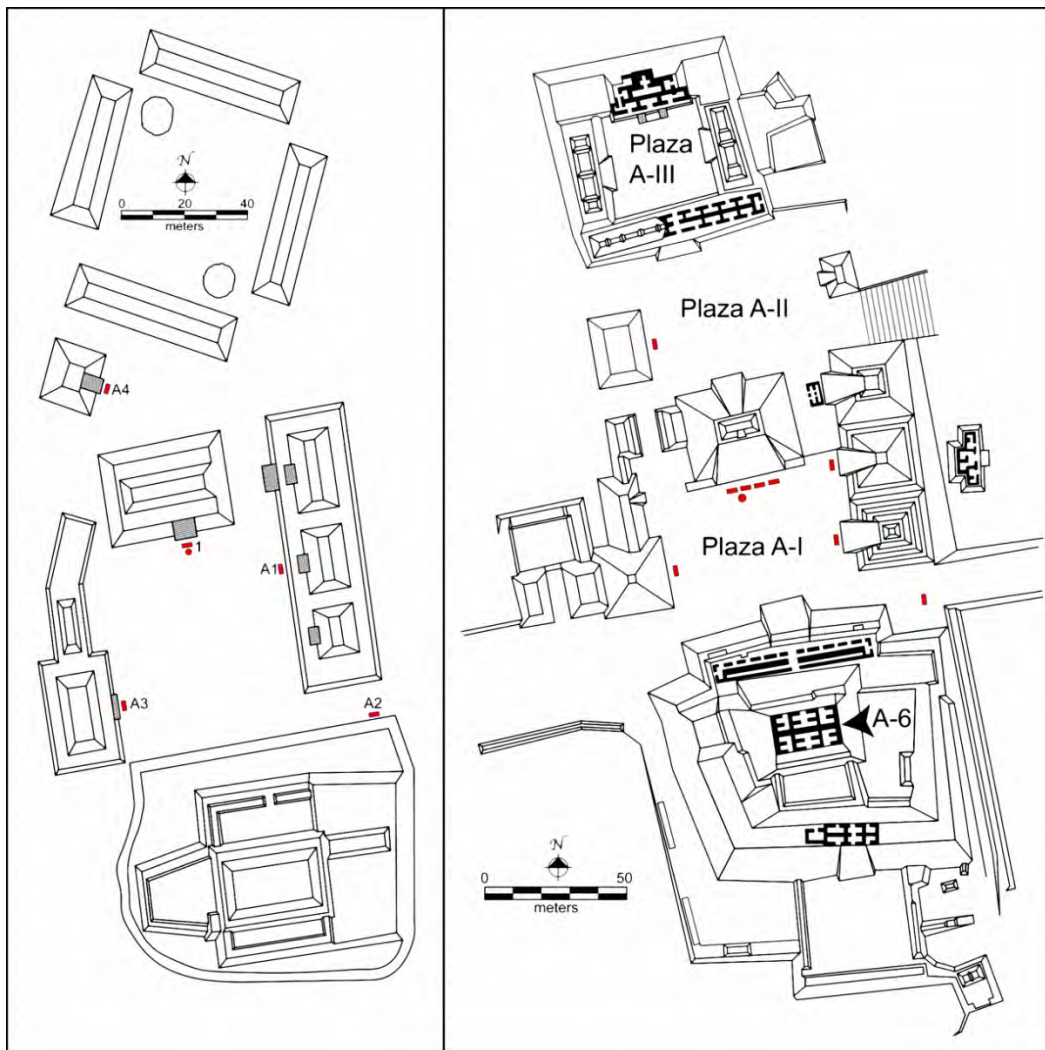 N
0 20 40
meters
A4
1
A1
A3
A2
Plaza
A-III
Plaza A-II
Plaza A-I
A-6
N
0 50
meters